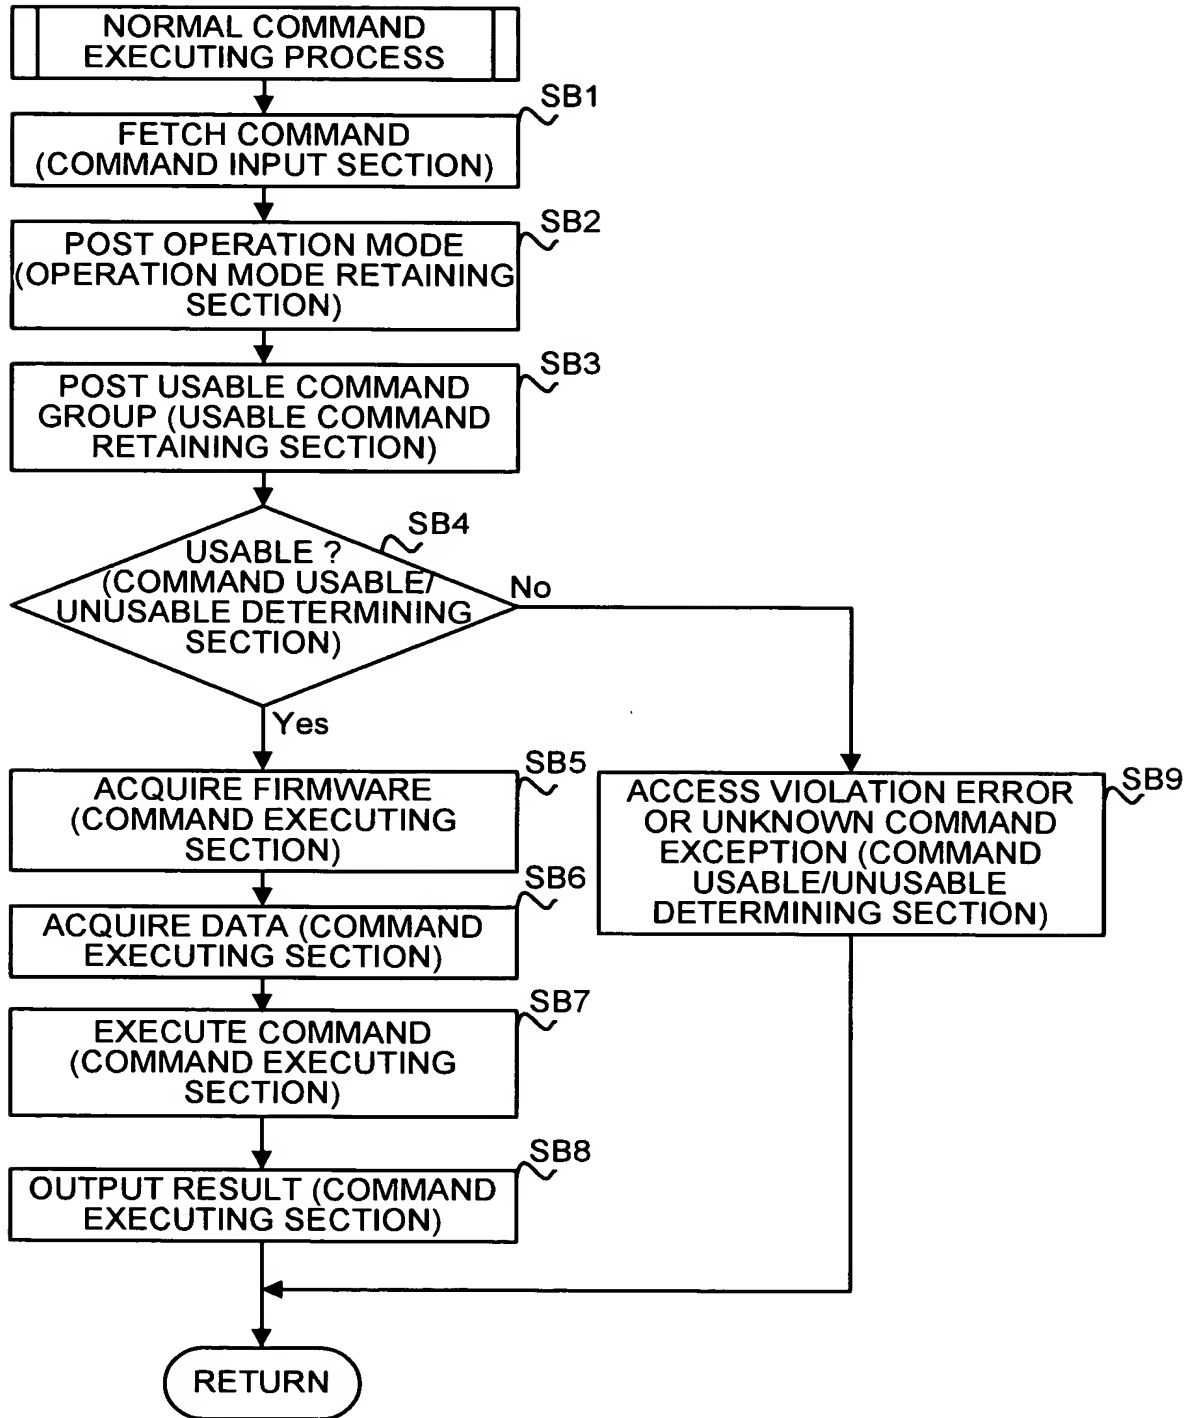 NORMAL COMMAND
EXECUTING PROCESS
SB1
FETCH COMMAND
(COMMAND INPUT SECTION)
SB2
POST OPERATION MODE
(OPERATION MODE RETAINING
SECTION)
SB3
POST USABLE COMMAND
GROUP (USABLE COMMAND
RETAINING SECTION)
SB4
USABLE ?
(COMMAND USABLE/
UNUSABLE DETERMINING
SECTION)
No
Yes
SB5
ACQUIRE FIRMWARE
(COMMAND EXECUTING
SECTION)
SB9
ACCESS VIOLATION ERROR
OR UNKNOWN COMMAND
EXCEPTION (COMMAND
USABLE/UNUSABLE
DETERMINING SECTION)
SB6
ACQUIRE DATA (COMMAND
EXECUTING SECTION)
SB7
EXECUTE COMMAND
(COMMAND EXECUTING
SECTION)
SB8
OUTPUT RESULT (COMMAND
EXECUTING SECTION)
RETURN